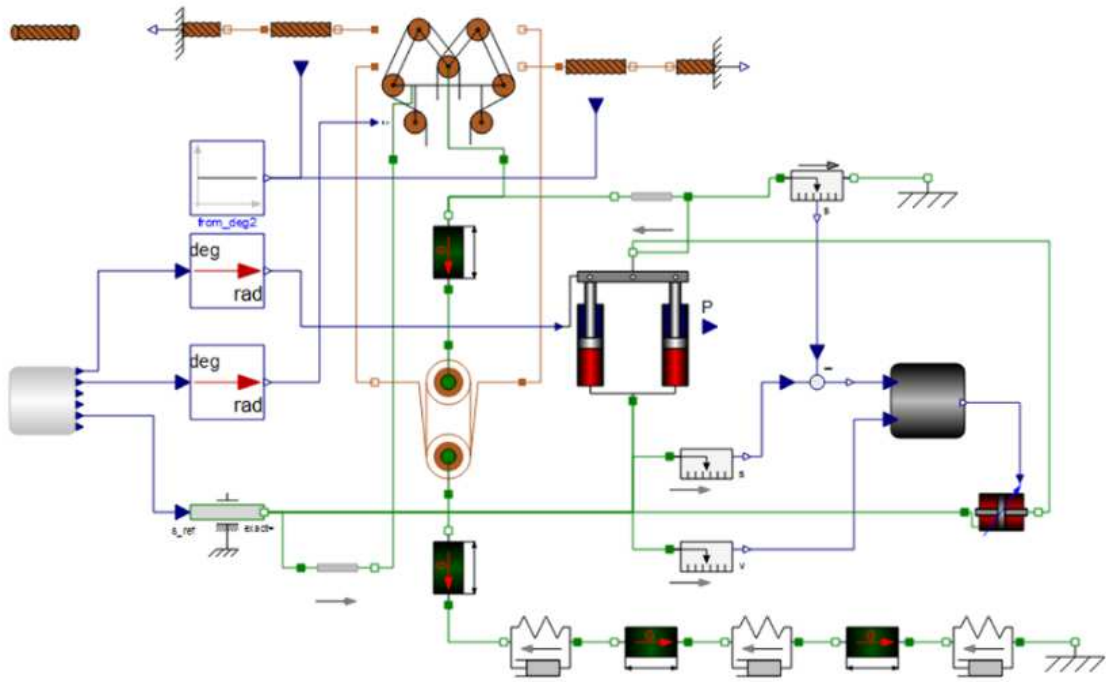 from_deg2
deg
rad
deg
rad
s
P
-
s
s_ref
exact=
v